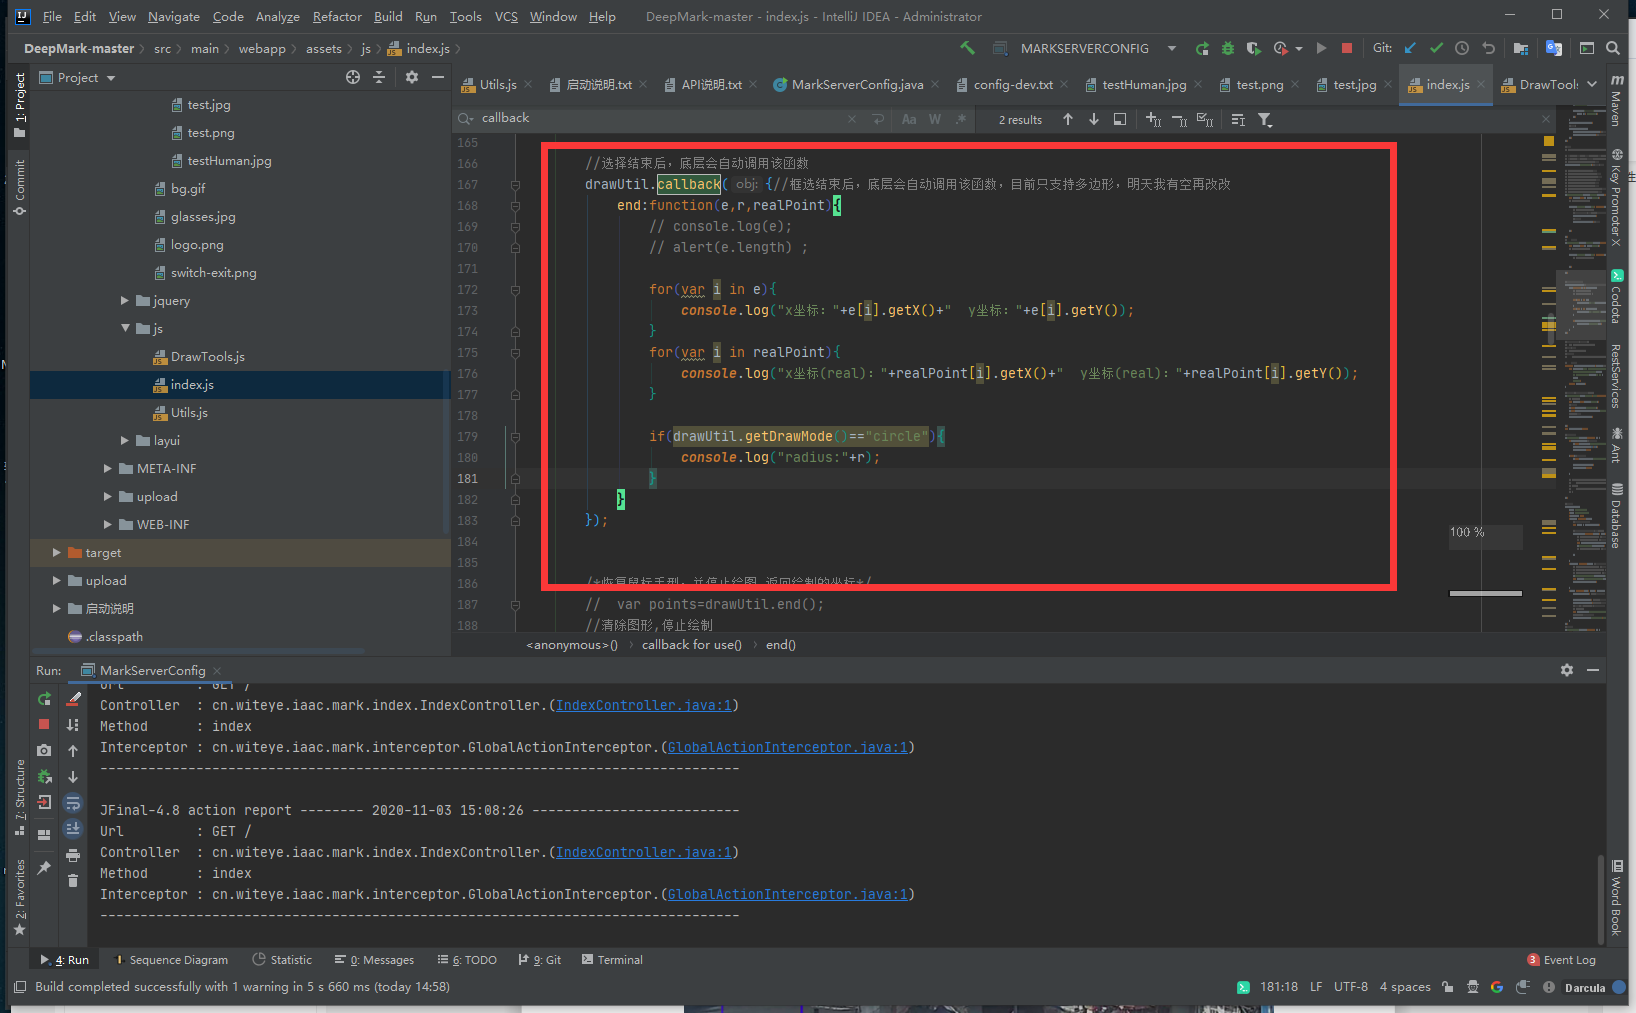 File Edit View Navigate Code Analyze Refactor Build Run Tools VCS Window Help DeepMark-master - index.js - IntelliJ IDEA - Administrator
DeepMark-master src main webapp assets js index.js MARKSERVERCONFIG Git:
Project
Utils.js 启动说明.txt API说明.txt MarkServerConfig.java config-dev.txt testHuman.jpg test.png test.jpg index.js DrawTools
callback Aa W .* 2 results
1: Project
Commit
7: Structure
2: Favorites
test.jpg
test.png
testHuman.jpg
bg.gif
glasses.jpg
logo.png
switch-exit.png
jquery
js
DrawTools.js
index.js
Utils.js
layui
META-INF
upload
WEB-INF
target
upload
启动说明
.classpath
165
166 //选择结束后，底层会自动调用该函数
167 drawUtil.callback( obj: {//框选结束后，底层会自动调用该函数，目前只支持多边形，明天我有空再改改
168 end:function(e,r,realPoint){
169 // console.log(e);
170 // alert(e.length) ;
171
172 for(var i in e){
173 console.log("x坐标："+e[i].getX()+"  y坐标："+e[i].getY());
174 }
175 for(var i in realPoint){
176 console.log("x坐标(real)："+realPoint[i].getX()+"  y坐标(real)："+realPoint[i].getY());
177 }
178
179 if(drawUtil.getDrawMode()=="circle"){
180 console.log("radius:"+r);
181 }
182 }
183 });
184
185
186 /*恢复鼠标手型，并停止绘图 返回绘制的坐标*/
187 //  var points=drawUtil.end();
188 //清除图形,停止绘制
100 %
<anonymous>() callback for use() end()
Maven
Key Promoter X
Codota
RestServices
Ant
Database
Word Book
Run: MarkServerConfig
Url : GET /
Controller : cn.witeye.iaac.mark.index.IndexController.(IndexController.java:1)
Method : index
Interceptor : cn.witeye.iaac.mark.interceptor.GlobalActionInterceptor.(GlobalActionInterceptor.java:1)
--------------------------------------------------------------------------------
JFinal-4.8 action report -------- 2020-11-03 15:08:26 --------------------------
Url : GET /
Controller : cn.witeye.iaac.mark.index.IndexController.(IndexController.java:1)
Method : index
Interceptor : cn.witeye.iaac.mark.interceptor.GlobalActionInterceptor.(GlobalActionInterceptor.java:1)
--------------------------------------------------------------------------------
4: Run Sequence Diagram Statistic 0: Messages 6: TODO 9: Git Terminal 3 Event Log
Build completed successfully with 1 warning in 5 s 660 ms (today 14:58) 181:18 LF UTF-8 4 spaces Darcula